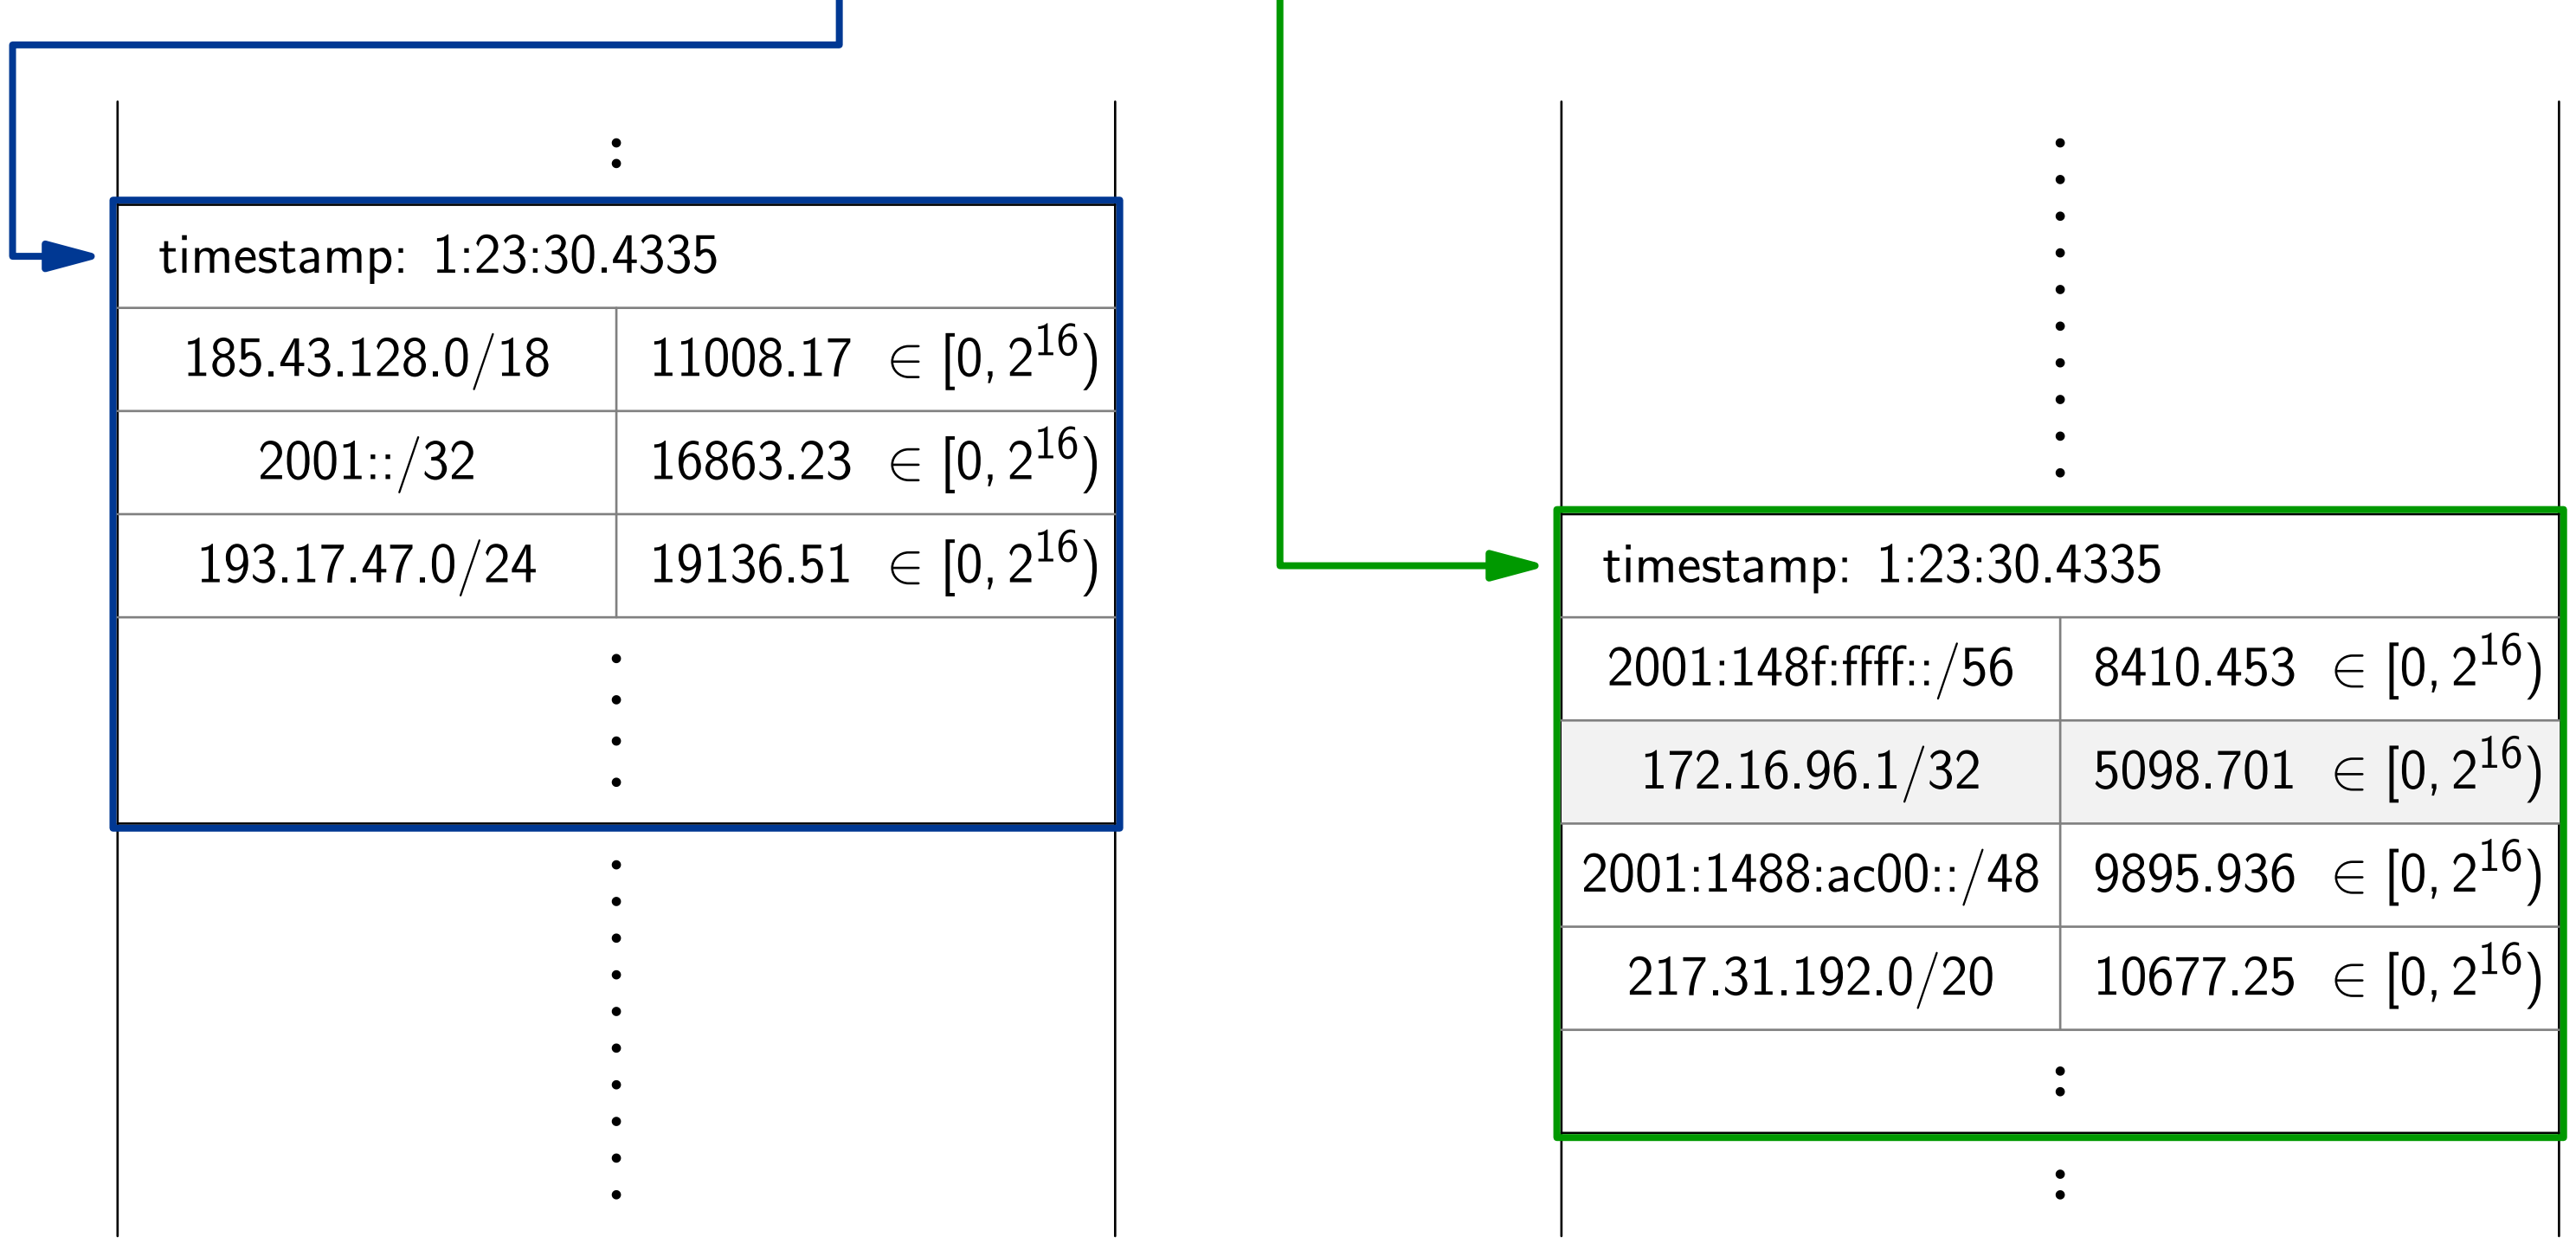 timestamp: 1:23:30.4335
185.43.128.0/18 11008.17 ∈ [0, 2^16)
2001::/32 16863.23 ∈ [0, 2^16)
193.17.47.0/24 19136.51 ∈ [0, 2^16)
timestamp: 1:23:30.4335
2001:148f:ffff::/56 8410.453 ∈ [0, 2^16)
172.16.96.1/32 5098.701 ∈ [0, 2^16)
2001:1488:ac00::/48 9895.936 ∈ [0, 2^16)
217.31.192.0/20 10677.25 ∈ [0, 2^16)